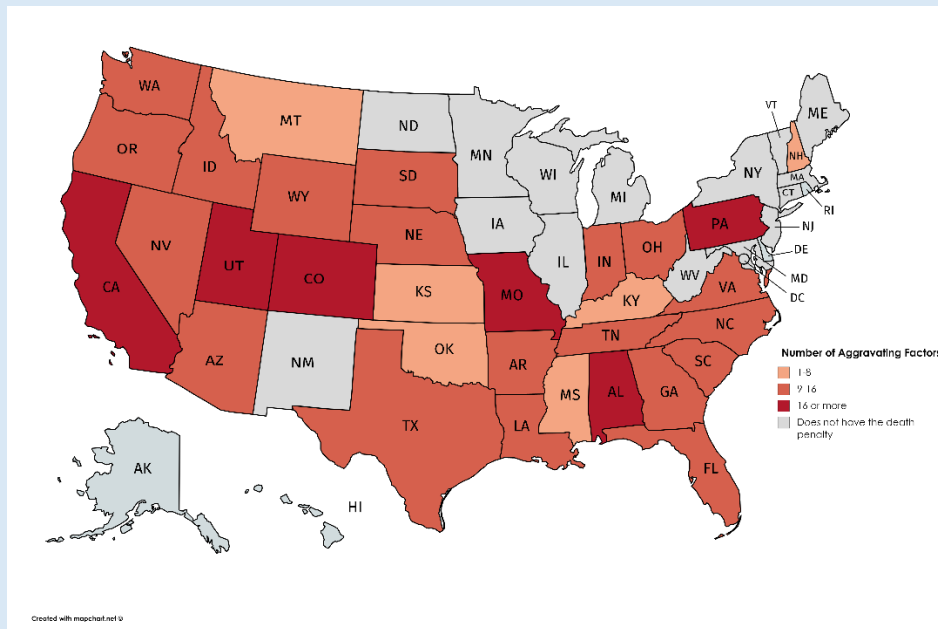 WA
OR
ID
MT
ND
MN
WI
MI
NY
VT
ME
NH
MA
CT
RI
NJ
DE
MD
DC
SD
WY
NE
IA
IL
IN
OH
PA
WV
VA
KY
NV
UT
CO
KS
MO
CA
AZ
NM
OK
AR
TN
NC
SC
TX
LA
MS
AL
GA
FL
AK
HI
Number of Aggravating Factors
1-8
9-16
16 or more
Does not have the death
penalty
Created with mapchart.net ©